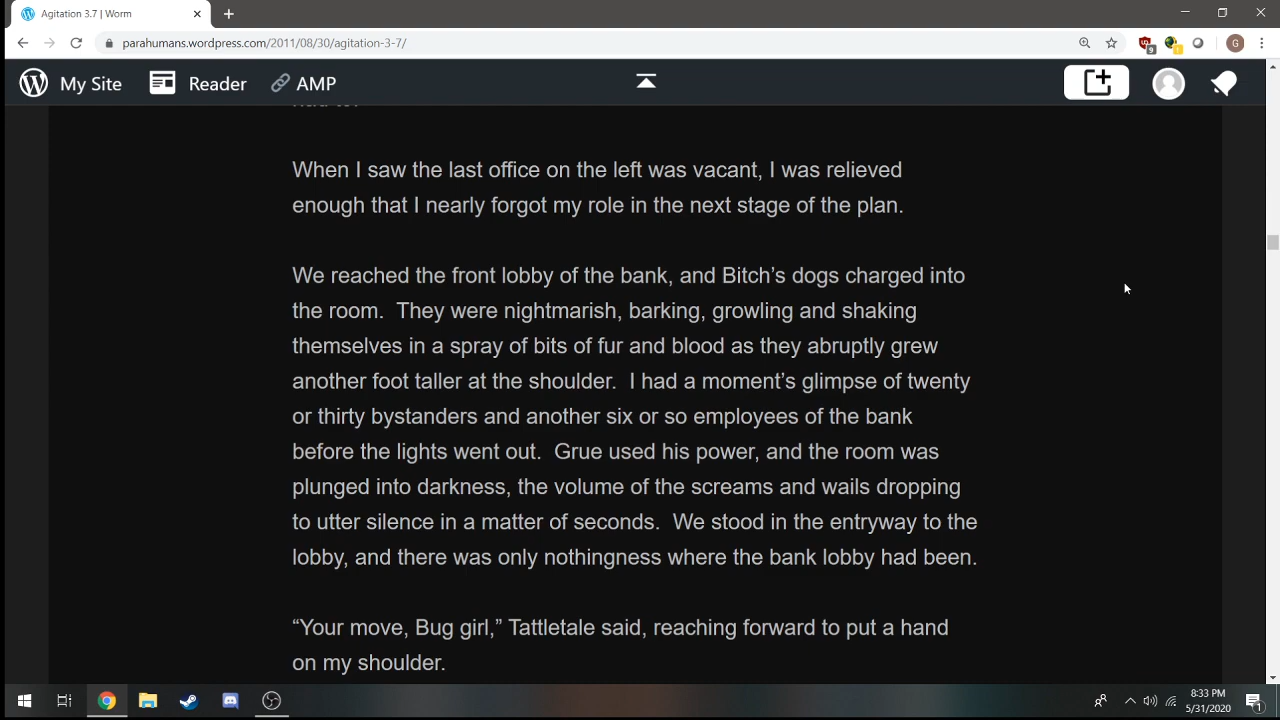 Agitation 3.7 | Worm
parahumans.wordpress.com/2011/08/30/agitation-3-7/
9
1
G
My Site
Reader
AMP
When I saw the last office on the left was vacant, I was relieved
enough that I nearly forgot my role in the next stage of the plan.
We reached the front lobby of the bank, and Bitch’s dogs charged into
the room.  They were nightmarish, barking, growling and shaking
themselves in a spray of bits of fur and blood as they abruptly grew
another foot taller at the shoulder.  I had a moment’s glimpse of twenty
or thirty bystanders and another six or so employees of the bank
before the lights went out.  Grue used his power, and the room was
plunged into darkness, the volume of the screams and wails dropping
to utter silence in a matter of seconds.  We stood in the entryway to the
lobby, and there was only nothingness where the bank lobby had been.
“Your move, Bug girl,” Tattletale said, reaching forward to put a hand
on my shoulder.
8:33 PM
5/31/2020
1